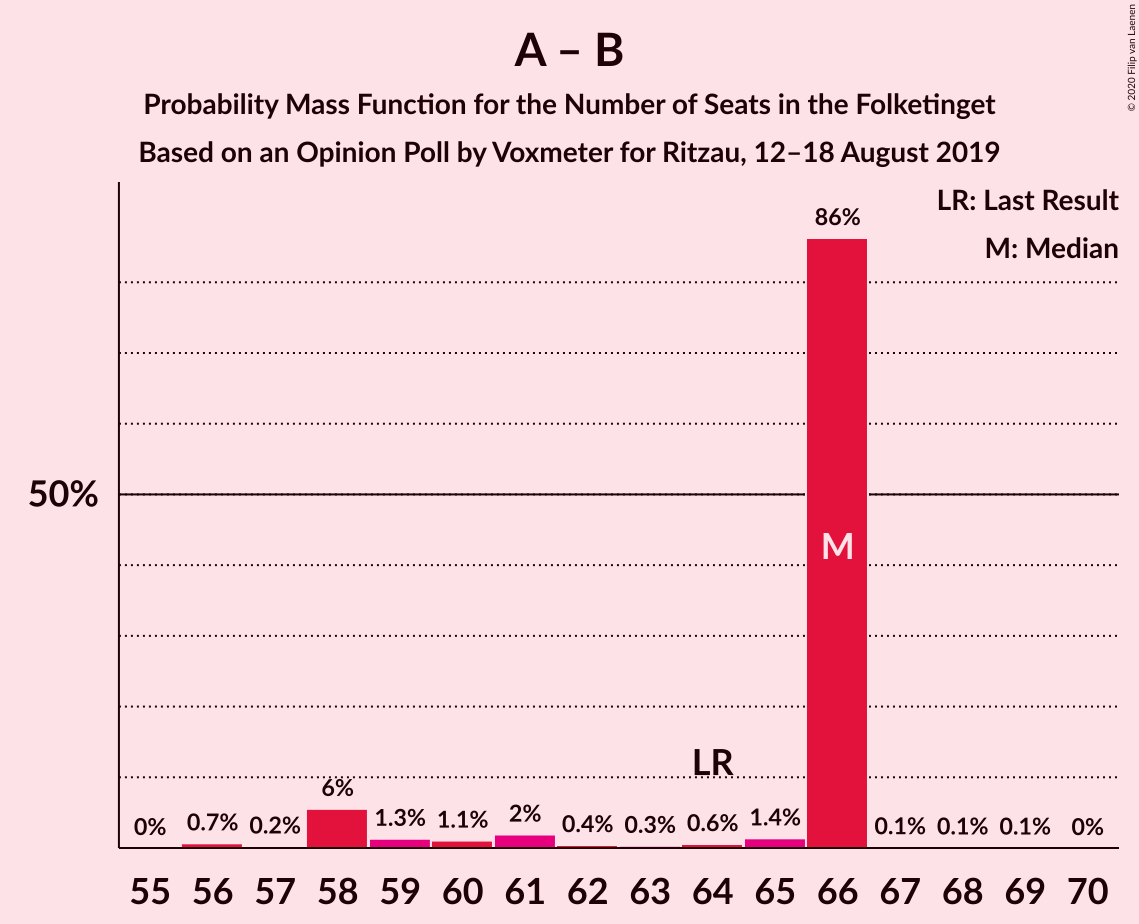 A – B
Probability Mass Function for the Number of Seats in the Folketinget
Based on an Opinion Poll by Voxmeter for Ritzau, 12–18 August 2019
© 2020 Filip van Laenen
LR: Last Result
M: Median
86%
50%
M
LR
0% 0.7% 0.2% 6% 1.3% 1.1% 2% 0.4% 0.3% 0.6% 1.4% 0.1% 0.1% 0.1% 0%
55 56 57 58 59 60 61 62 63 64 65 66 67 68 69 70